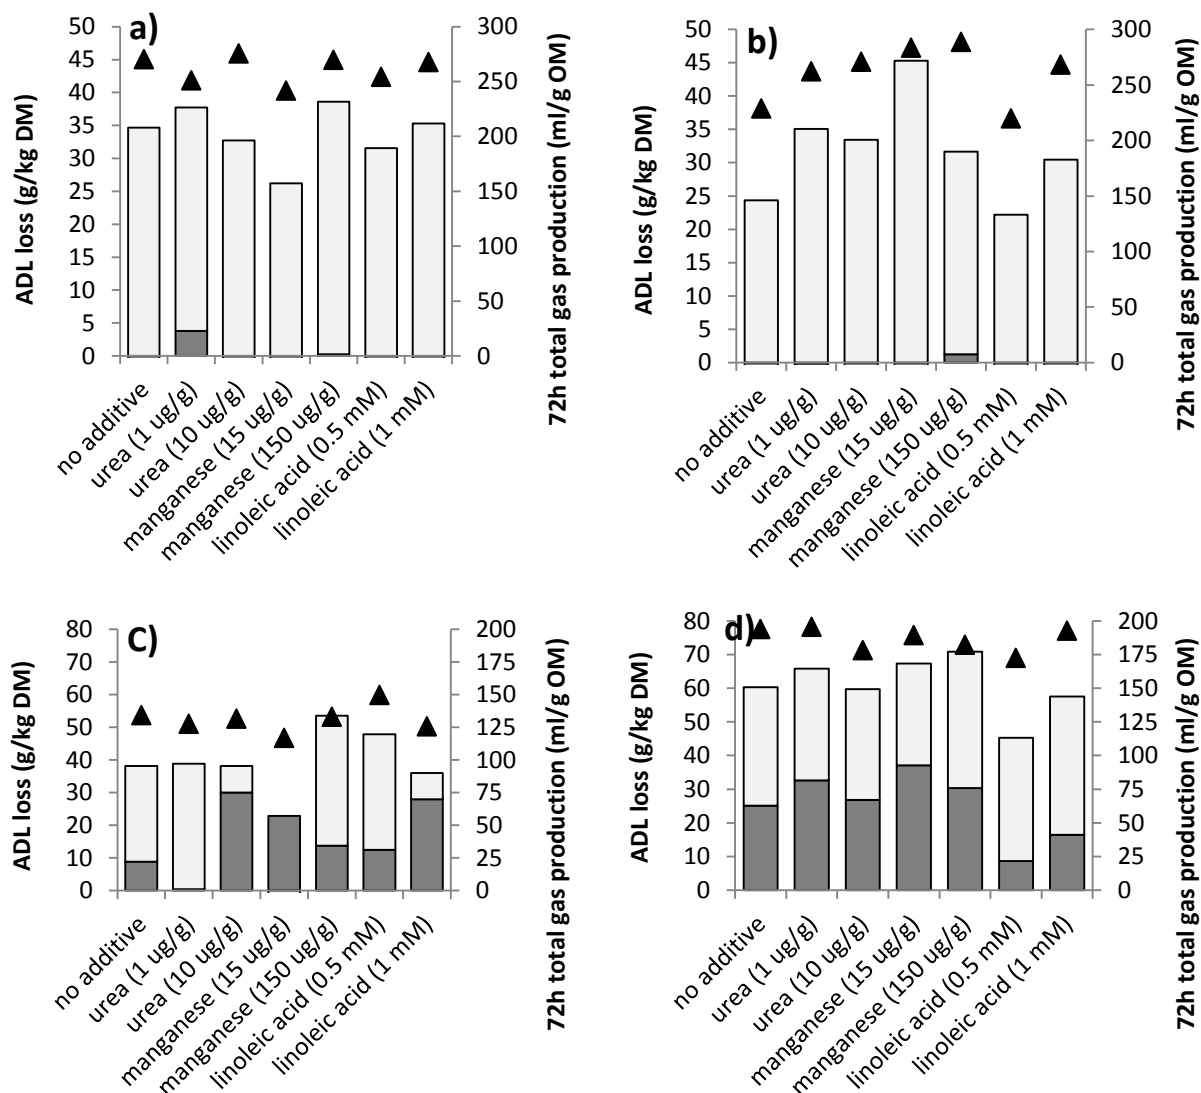 a)
50
45
40
35
30
25
20
15
10
5
0
ADL loss (g/kg DM)
300
250
200
150
100
50
0
72h total gas production (ml/g OM)
no additive
urea (1 ug/g)
urea (10 ug/g)
manganese (15 ug/g)
manganese (150 ug/g)
linoleic acid (0.5 mM)
linoleic acid (1 mM)
b)
50
45
40
35
30
25
20
15
10
5
0
ADL loss (g/kg DM)
300
250
200
150
100
50
0
72h total gas production (ml/g OM)
no additive
urea (1 ug/g)
urea (10 ug/g)
manganese (15 ug/g)
manganese (150 ug/g)
linoleic acid (0.5 mM)
linoleic acid (1 mM)
C)
80
70
60
50
40
30
20
10
0
ADL loss (g/kg DM)
200
175
150
125
100
75
50
25
0
72h total gas production (ml/g OM)
no additive
urea (1 ug/g)
urea (10 ug/g)
manganese (15 ug/g)
manganese (150 ug/g)
linoleic acid (0.5 mM)
linoleic acid (1 mM)
d)
80
70
60
50
40
30
20
10
0
ADL loss (g/kg DM)
200
175
150
125
100
75
50
25
0
72h total gas production (ml/g OM)
no additive
urea (1 ug/g)
urea (10 ug/g)
manganese (15 ug/g)
manganese (150 ug/g)
linoleic acid (0.5 mM)
linoleic acid (1 mM)